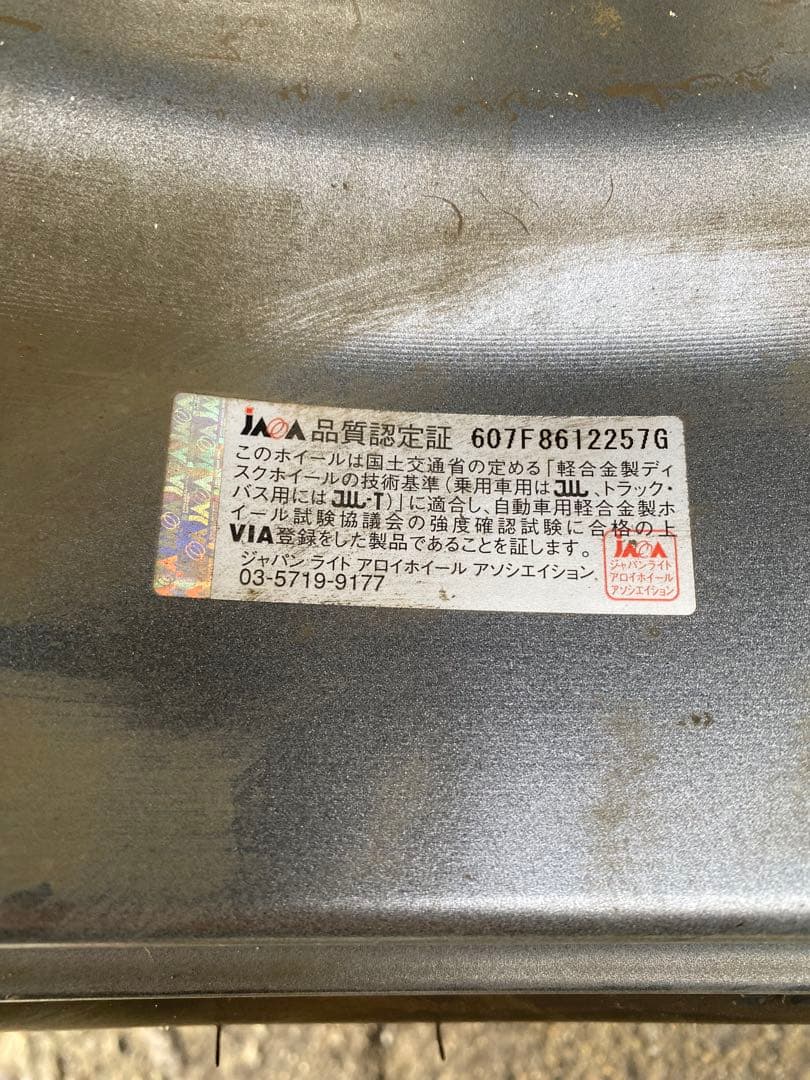 JAWA 品質認定証 607F8612257G
このホイールは国土交通省の定める「軽合金製ディ
スクホイールの技術基準(乗用車用はJWL、トラック・
バス用にはJWL-T)」に適合し、自動車用軽合金製ホ
イール試験協議会の強度確認試験に合格の上
VIA登録をした製品であることを証します。
ジャパン ライト アロイホイール アソシエイション
03-5719-9177
JAWA
ジャパンライト
アロイホイール
アソシエイション